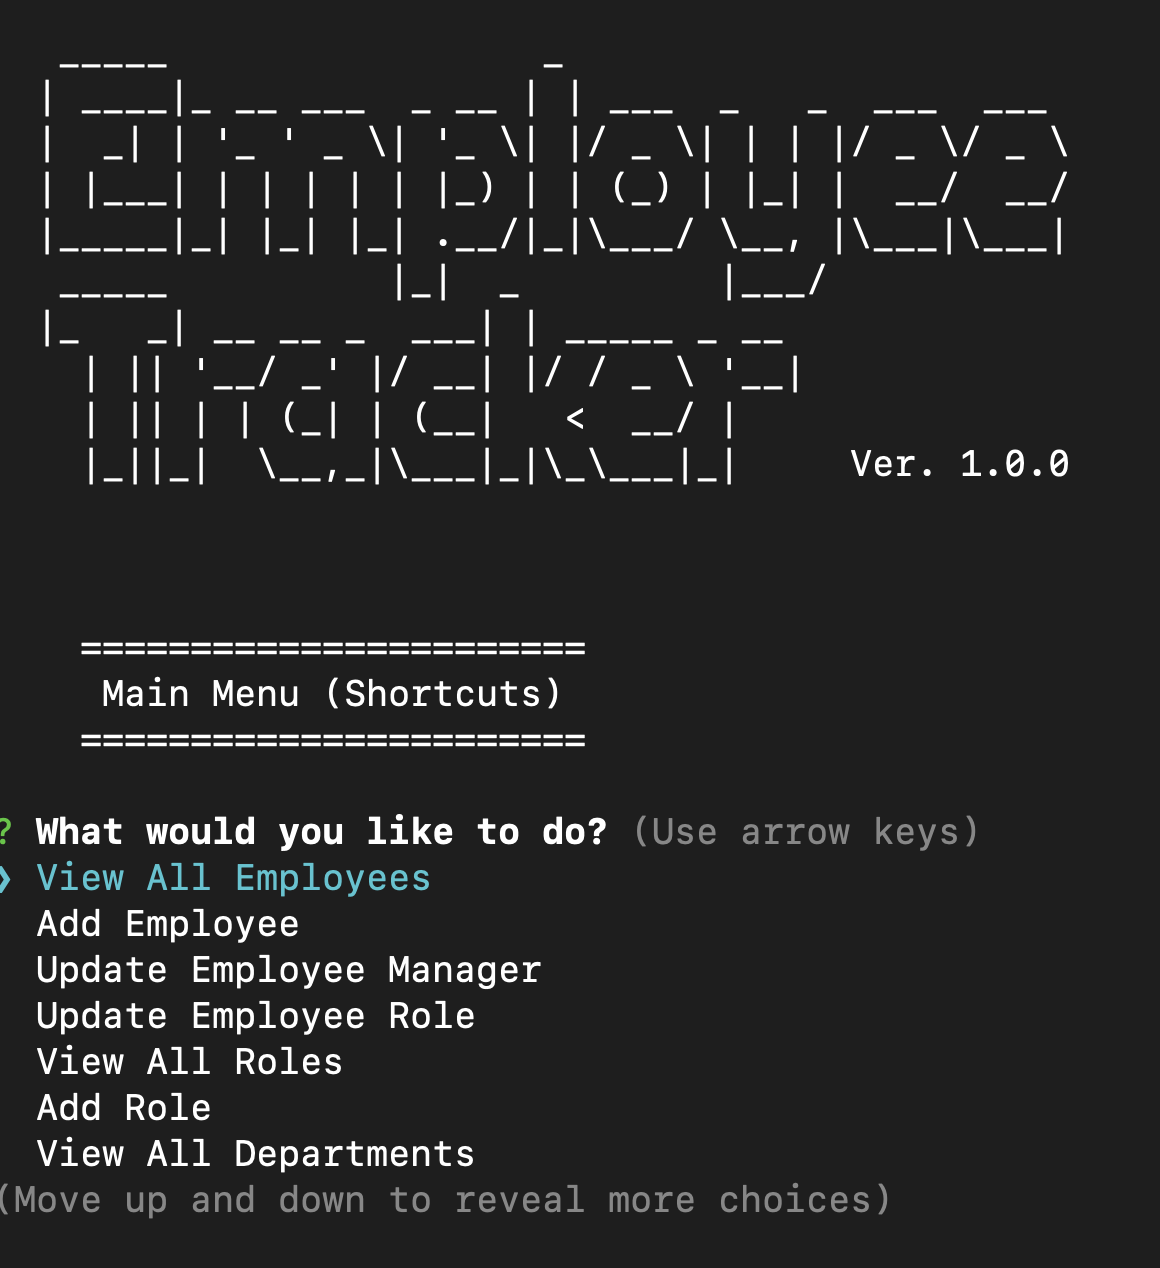 Employee
Tracker
Ver. 1.0.0
=======================
Main Menu (Shortcuts)
=======================
? What would you like to do? (Use arrow keys)
❯ View All Employees
Add Employee
Update Employee Manager
Update Employee Role
View All Roles
Add Role
View All Departments
(Move up and down to reveal more choices)